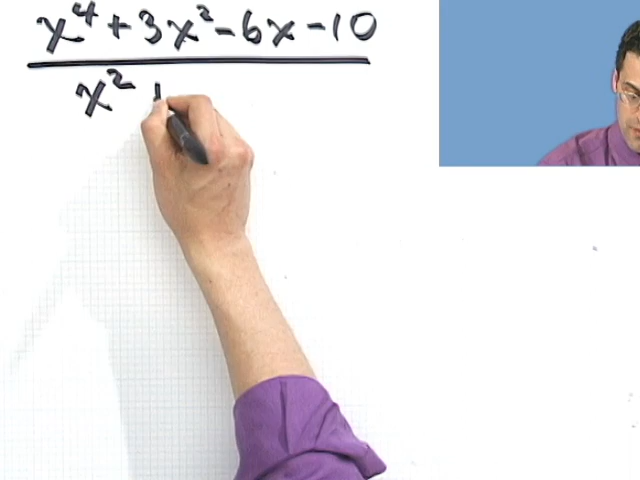 x⁴ + 3x² - 6x - 10
x²